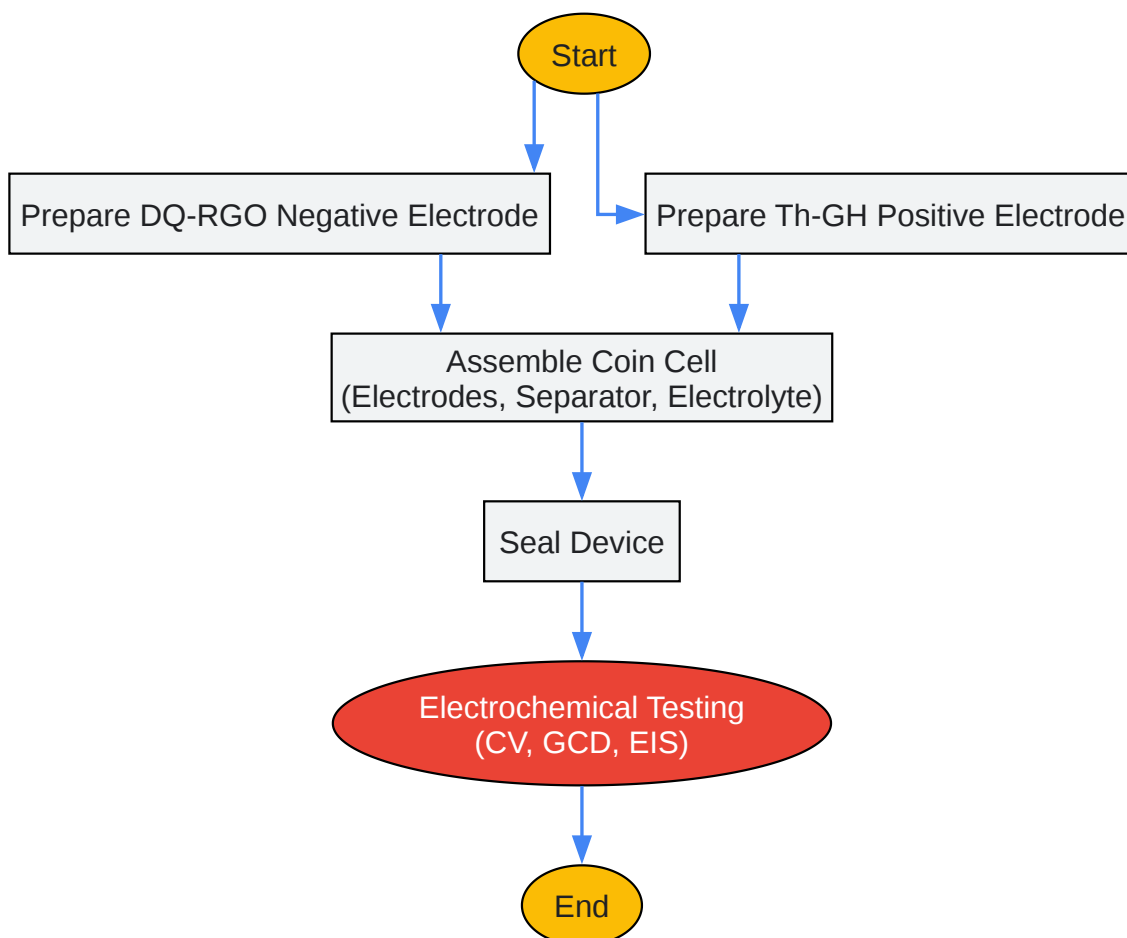 Start
Prepare DQ-RGO Negative Electrode
Prepare Th-GH Positive Electrode
Assemble Coin Cell
(Electrodes, Separator, Electrolyte)
Seal Device
Electrochemical Testing
(CV, GCD, EIS)
End